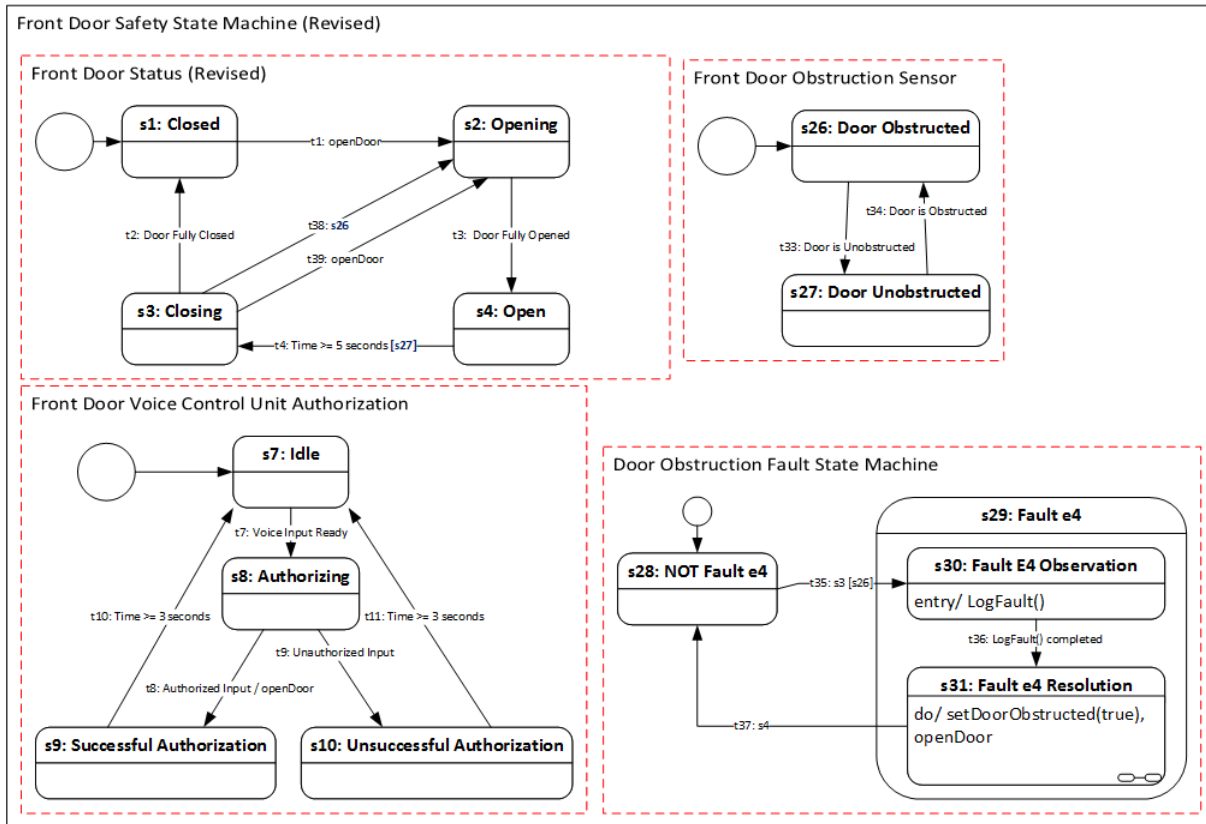 Front Door Safety State Machine (Revised)
Front Door Status (Revised)
s1: Closed
s2: Opening
t1: openDoor
t38: s26
t2: Door Fully Closed
t3: Door Fully Opened
t39: openDoor
s3: Closing
s4: Open
t4: Time >= 5 seconds [s27]
Front Door Obstruction Sensor
s26: Door Obstructed
t34: Door is Obstructed
t33: Door is Unobstructed
s27: Door Unobstructed
Front Door Voice Control Unit Authorization
s7: Idle
t7: Voice Input Ready
s8: Authorizing
t10: Time >= 3 seconds
t11: Time >= 3 seconds
t9: Unauthorized Input
t8: Authorized Input / openDoor
s9: Successful Authorization
s10: Unsuccessful Authorization
Door Obstruction Fault State Machine
s29: Fault e4
s28: NOT Fault e4
t35: s3 [s26]
s30: Fault E4 Observation
entry/ LogFault()
t36: LogFault() completed
s31: Fault e4 Resolution
do/ setDoorObstructed(true),
openDoor
t37: s4